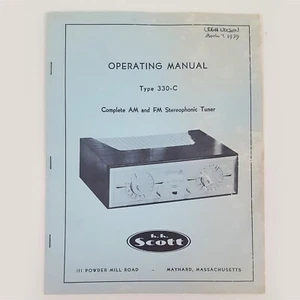 OPERATING MANUAL
Type 330-C
Complete AM and FM Stereophonic Tuner
H.H.
Scott
111 POWDER MILL ROAD - MAYNARD, MASSACHUSETTS